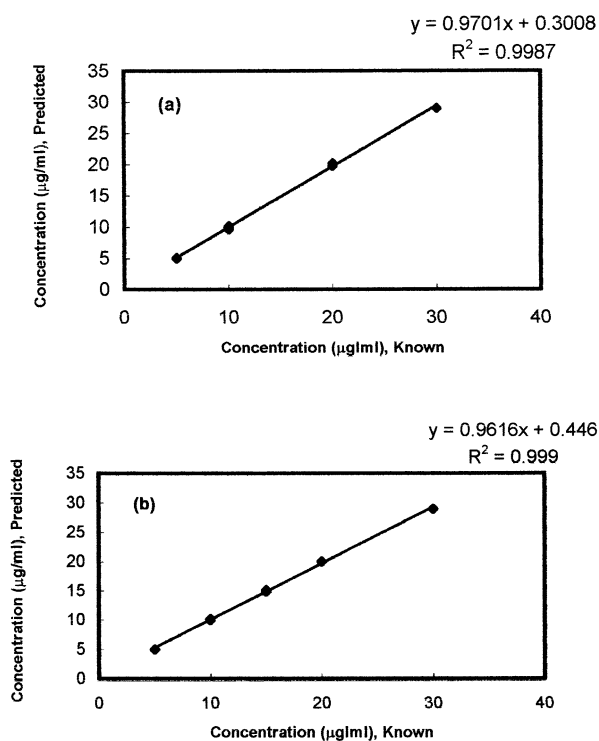 y = 0.9701x + 0.3008
R² = 0.9987
35
30
25
20
15
10
5
0
(a)
Concentration (μg/ml), Predicted
0 10 20 30 40
Concentration (μglml), Known
y = 0.9616x + 0.446
R² = 0.999
35
30
25
20
15
10
5
0
(b)
Concentration (μg/ml), Predicted
0 10 20 30 40
Concentration (μglml), Known